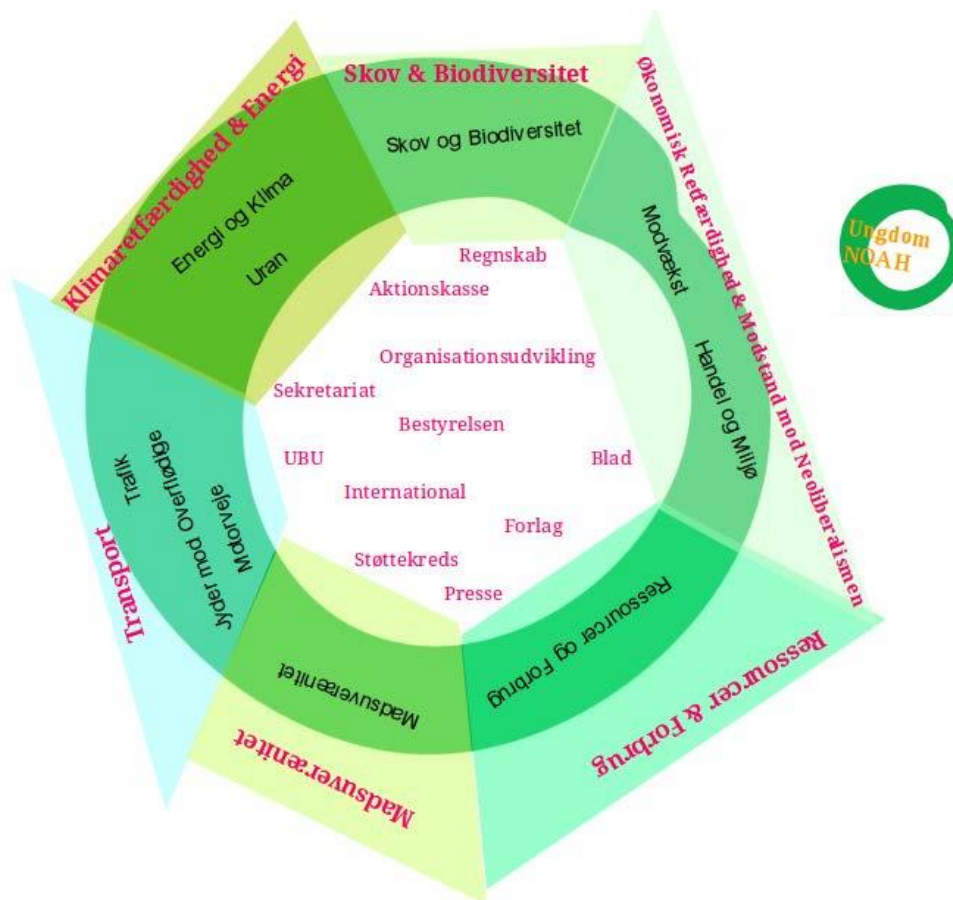 Skov & Biodiversitet
Skov og Biodiversitet
Økonomisk Retfærdighed & Modstand mod Neoliberalismen
Modvækst
Handel og Miljø
Ressourcer & Forbrug
Ressourcer og Forbrug
Madsuverænitet
Madsuverænitet
Transport
Trafik
Jyder mod Overflødige
Motorveje
Klimaretfærdighed & Energi
Energi og Klima
Uran
Regnskab
Aktionskasse
Organisationsudvikling
Sekretariat
Bestyrelsen
UBU
Blad
International
Forlag
Støttekreds
Presse
Ungdom
NOAH